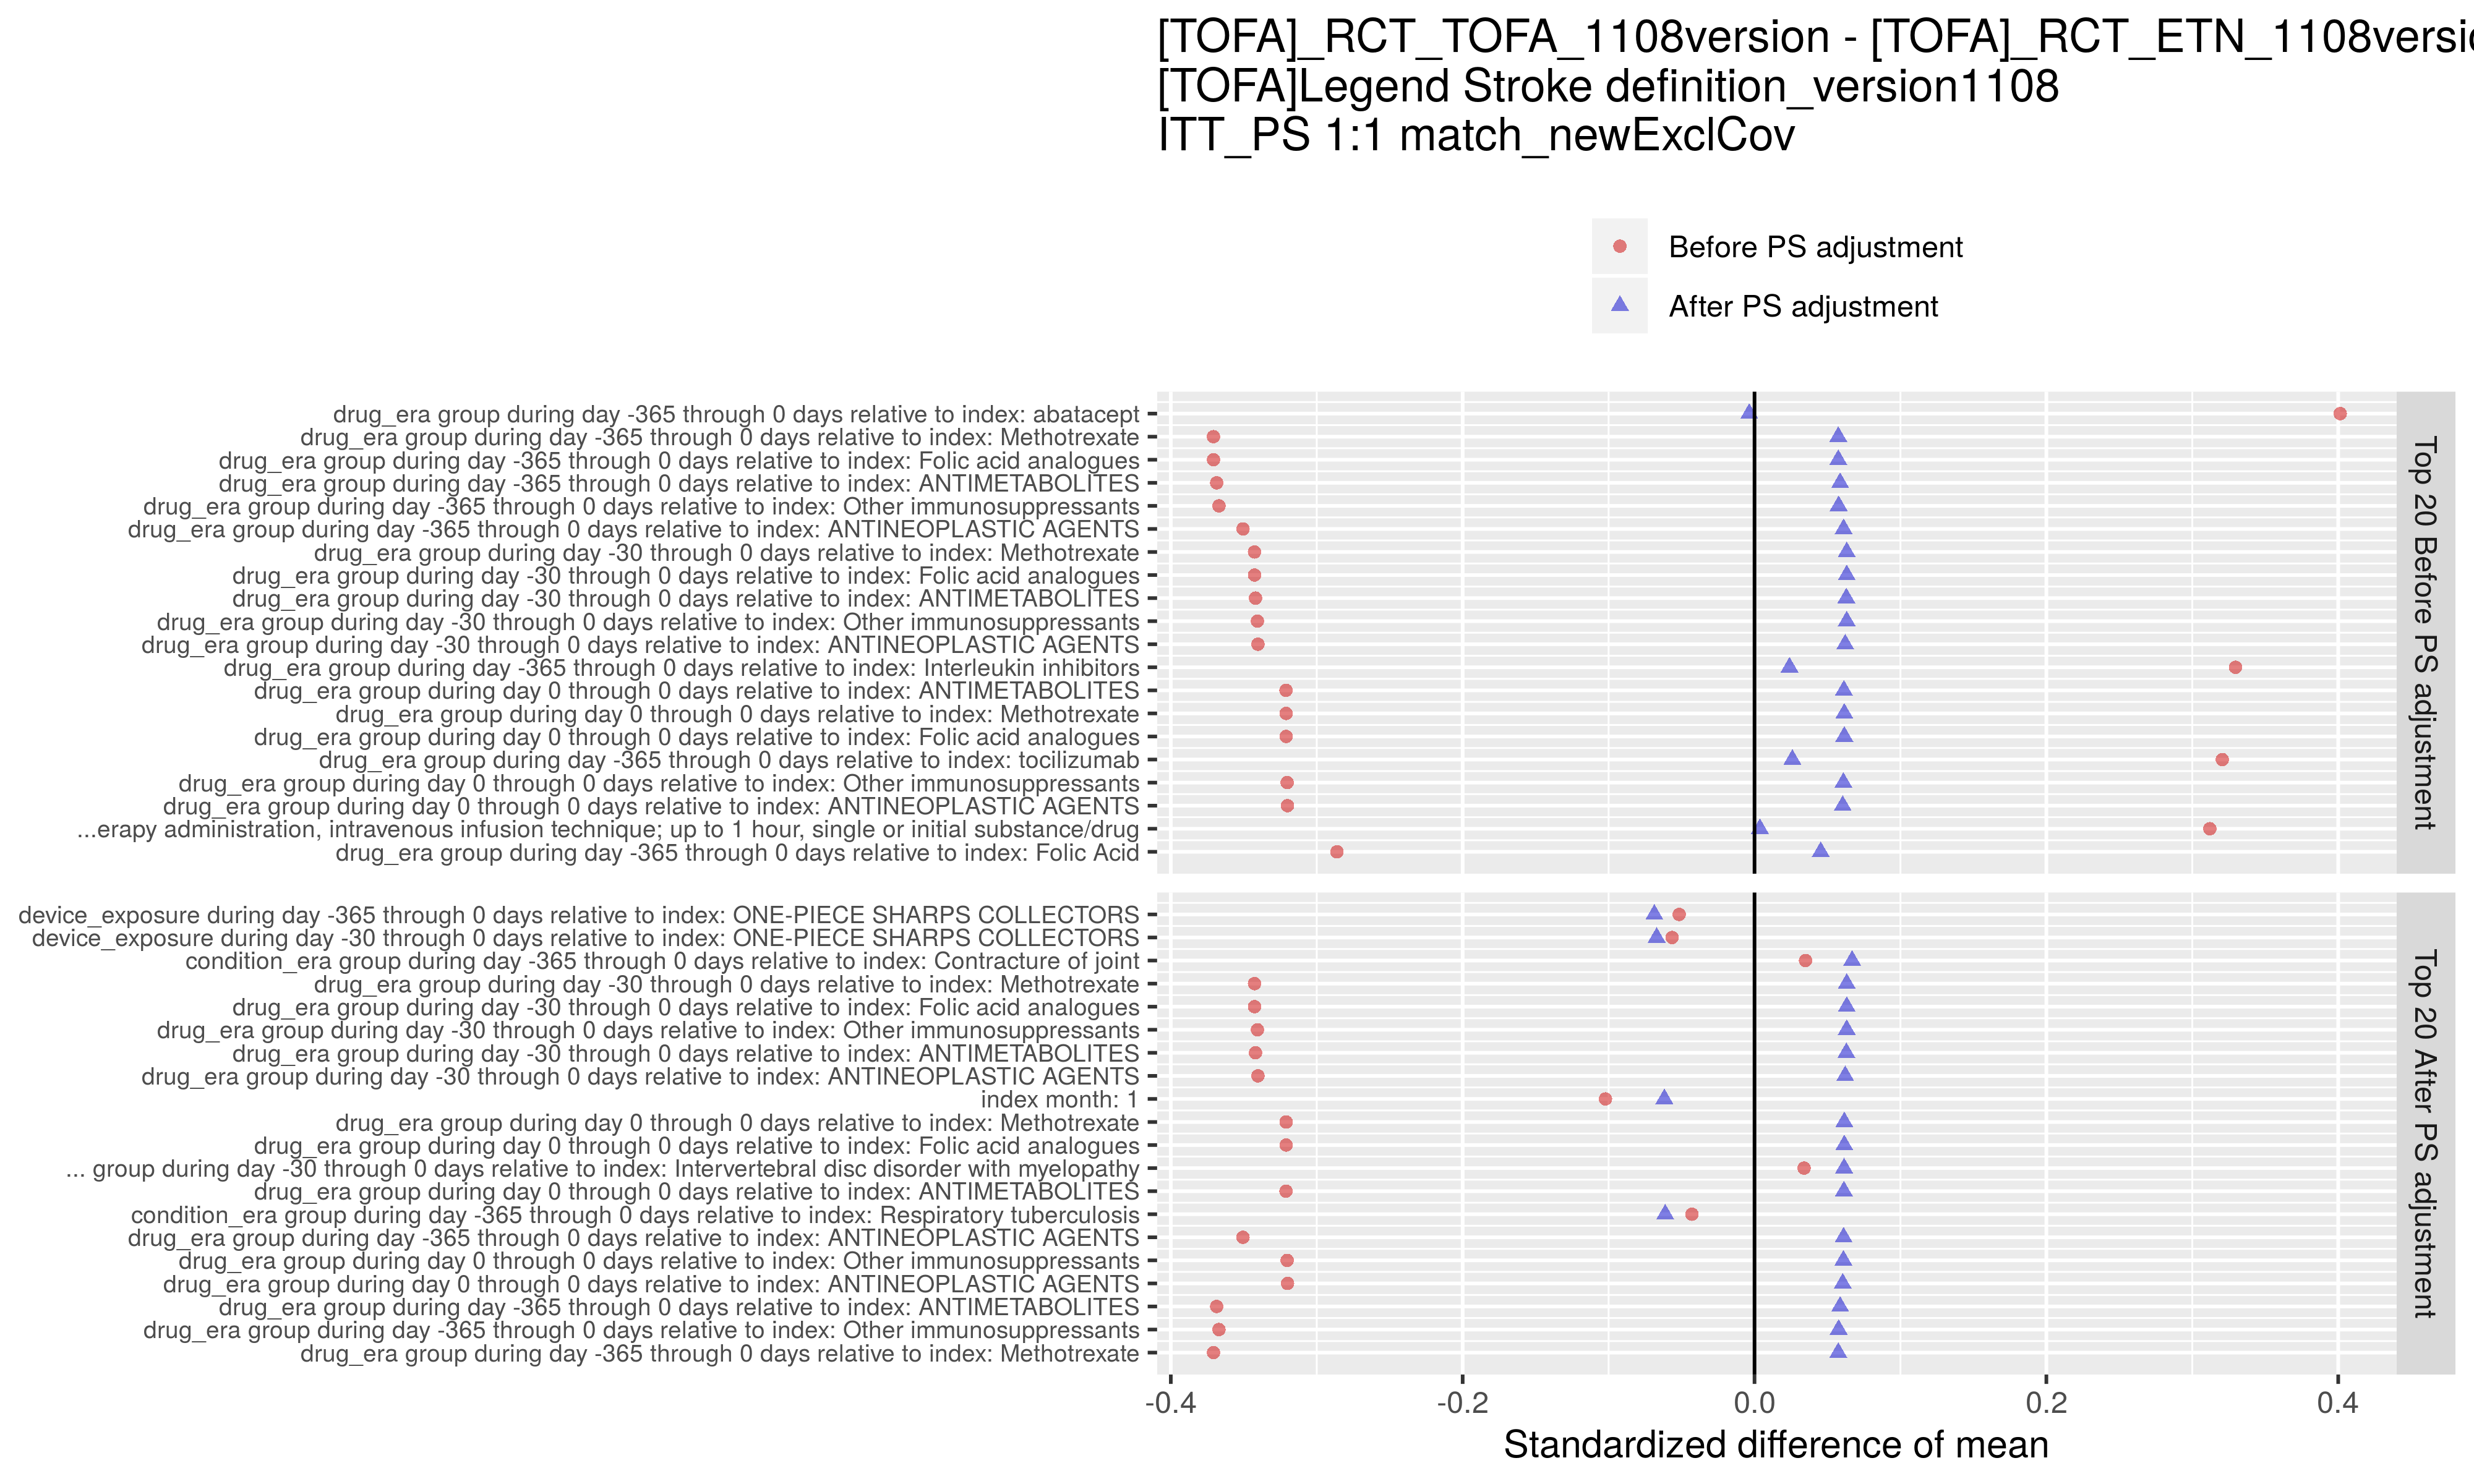 [TOFA]_RCT_TOFA_1108version - [TOFA]_RCT_ETN_1108versi
[TOFA]Legend Stroke definition_version1108
ITT_PS 1:1 match_newExclCov
Before PS adjustment
After PS adjustment
drug_era group during day -365 through 0 days relative to index: abatacept
drug_era group during day -365 through 0 days relative to index: Methotrexate
drug_era group during day -365 through 0 days relative to index: Folic acid analogues
drug_era group during day -365 through 0 days relative to index: ANTIMETABOLITES
drug_era group during day -365 through 0 days relative to index: Other immunosuppressants
drug_era group during day -365 through 0 days relative to index: ANTINEOPLASTIC AGENTS
drug_era group during day -30 through 0 days relative to index: Methotrexate
drug_era group during day -30 through 0 days relative to index: Folic acid analogues
drug_era group during day -30 through 0 days relative to index: ANTIMETABOLITES
drug_era group during day -30 through 0 days relative to index: Other immunosuppressants
drug_era group during day -30 through 0 days relative to index: ANTINEOPLASTIC AGENTS
drug_era group during day -365 through 0 days relative to index: Interleukin inhibitors
drug_era group during day 0 through 0 days relative to index: ANTIMETABOLITES
drug_era group during day 0 through 0 days relative to index: Methotrexate
drug_era group during day 0 through 0 days relative to index: Folic acid analogues
drug_era group during day -365 through 0 days relative to index: tocilizumab
drug_era group during day 0 through 0 days relative to index: Other immunosuppressants
drug_era group during day 0 through 0 days relative to index: ANTINEOPLASTIC AGENTS
...erapy administration, intravenous infusion technique; up to 1 hour, single or initial substance/drug
drug_era group during day -365 through 0 days relative to index: Folic Acid
Top 20 Before PS adjustment
device_exposure during day -365 through 0 days relative to index: ONE-PIECE SHARPS COLLECTORS
device_exposure during day -30 through 0 days relative to index: ONE-PIECE SHARPS COLLECTORS
condition_era group during day -365 through 0 days relative to index: Contracture of joint
drug_era group during day -30 through 0 days relative to index: Methotrexate
drug_era group during day -30 through 0 days relative to index: Folic acid analogues
drug_era group during day -30 through 0 days relative to index: Other immunosuppressants
drug_era group during day -30 through 0 days relative to index: ANTIMETABOLITES
drug_era group during day -30 through 0 days relative to index: ANTINEOPLASTIC AGENTS
index month: 1
drug_era group during day 0 through 0 days relative to index: Methotrexate
drug_era group during day 0 through 0 days relative to index: Folic acid analogues
... group during day -30 through 0 days relative to index: Intervertebral disc disorder with myelopathy
drug_era group during day 0 through 0 days relative to index: ANTIMETABOLITES
condition_era group during day -365 through 0 days relative to index: Respiratory tuberculosis
drug_era group during day -365 through 0 days relative to index: ANTINEOPLASTIC AGENTS
drug_era group during day 0 through 0 days relative to index: Other immunosuppressants
drug_era group during day 0 through 0 days relative to index: ANTINEOPLASTIC AGENTS
drug_era group during day -365 through 0 days relative to index: ANTIMETABOLITES
drug_era group during day -365 through 0 days relative to index: Other immunosuppressants
drug_era group during day -365 through 0 days relative to index: Methotrexate
Top 20 After PS adjustment
-0.4 -0.2 0.0 0.2 0.4
Standardized difference of mean